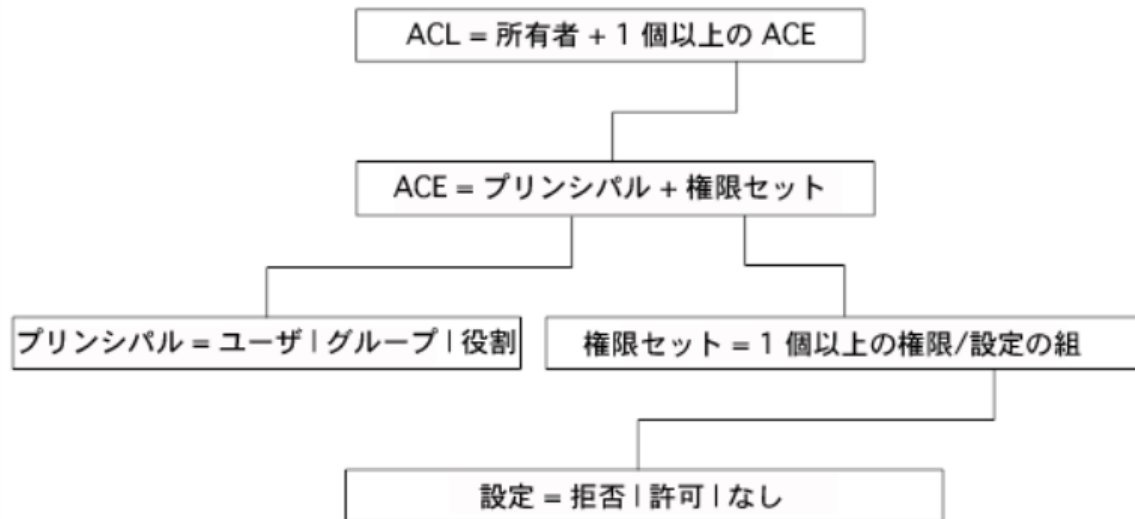 ACL = 所有者 + 1 個以上の ACE
ACE = プリンシパル + 権限セット
プリンシパル = ユーザ | グループ | 役割
権限セット = 1 個以上の権限/設定の組
設定 = 拒否 | 許可 | なし